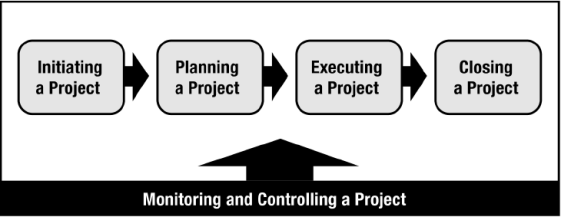 Initiating
a Project
Planning
a Project
Executing
a Project
Closing
a Project
Monitoring and Controlling a Project